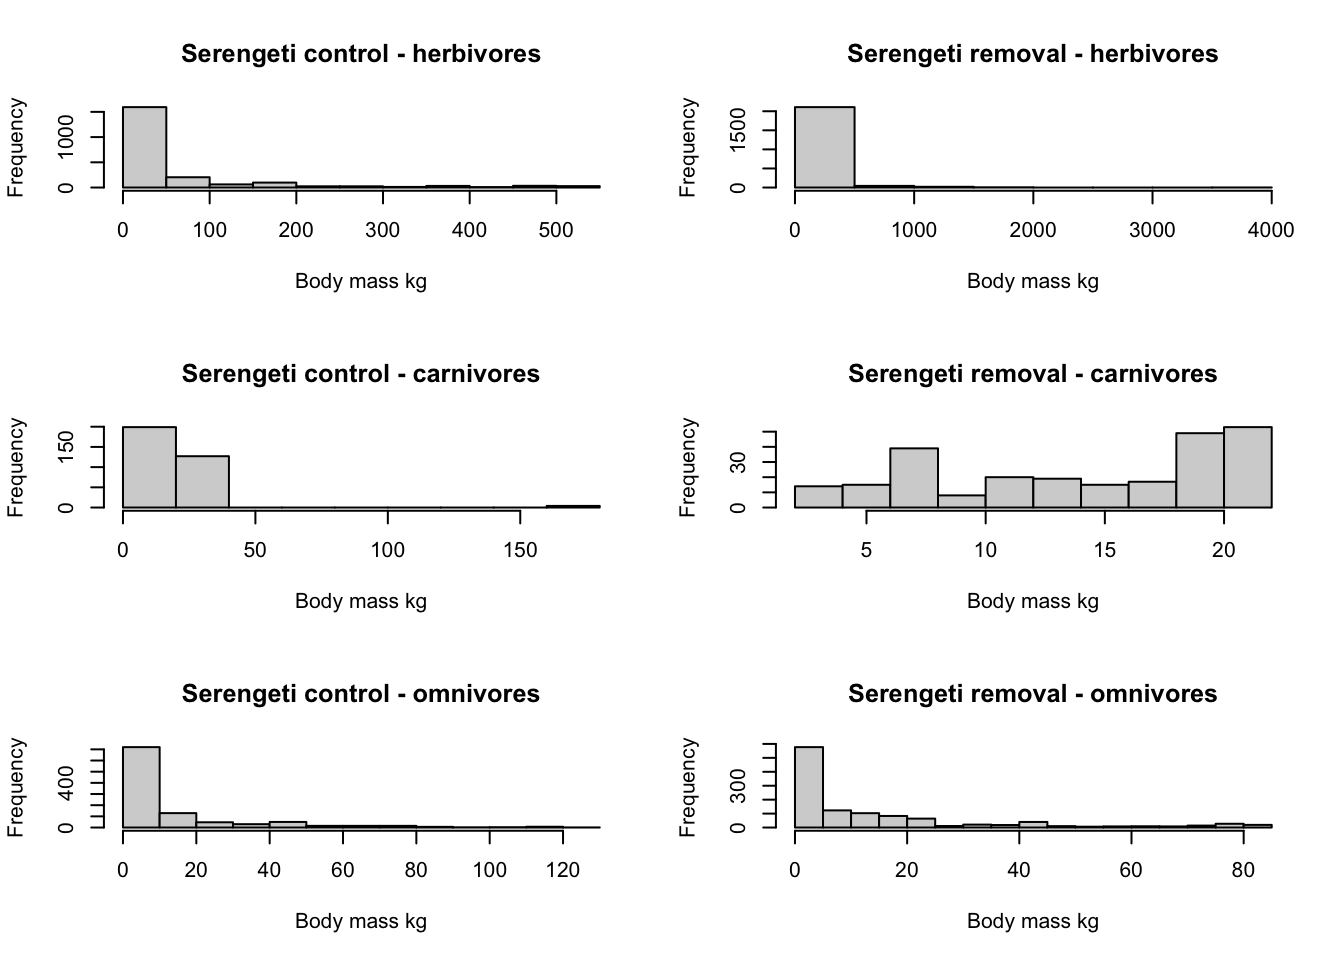 Serengeti control - herbivores
Frequency
0 1000
0 100 200 300 400 500
Body mass kg
Serengeti removal - herbivores
Frequency
0 1500
0 1000 2000 3000 4000
Body mass kg
Serengeti control - carnivores
Frequency
0 150
0 50 100 150
Body mass kg
Serengeti removal - carnivores
Frequency
0 30
5 10 15 20
Body mass kg
Serengeti control - omnivores
Frequency
0 400
0 20 40 60 80 100 120
Body mass kg
Serengeti removal - omnivores
Frequency
0 300
0 20 40 60 80
Body mass kg